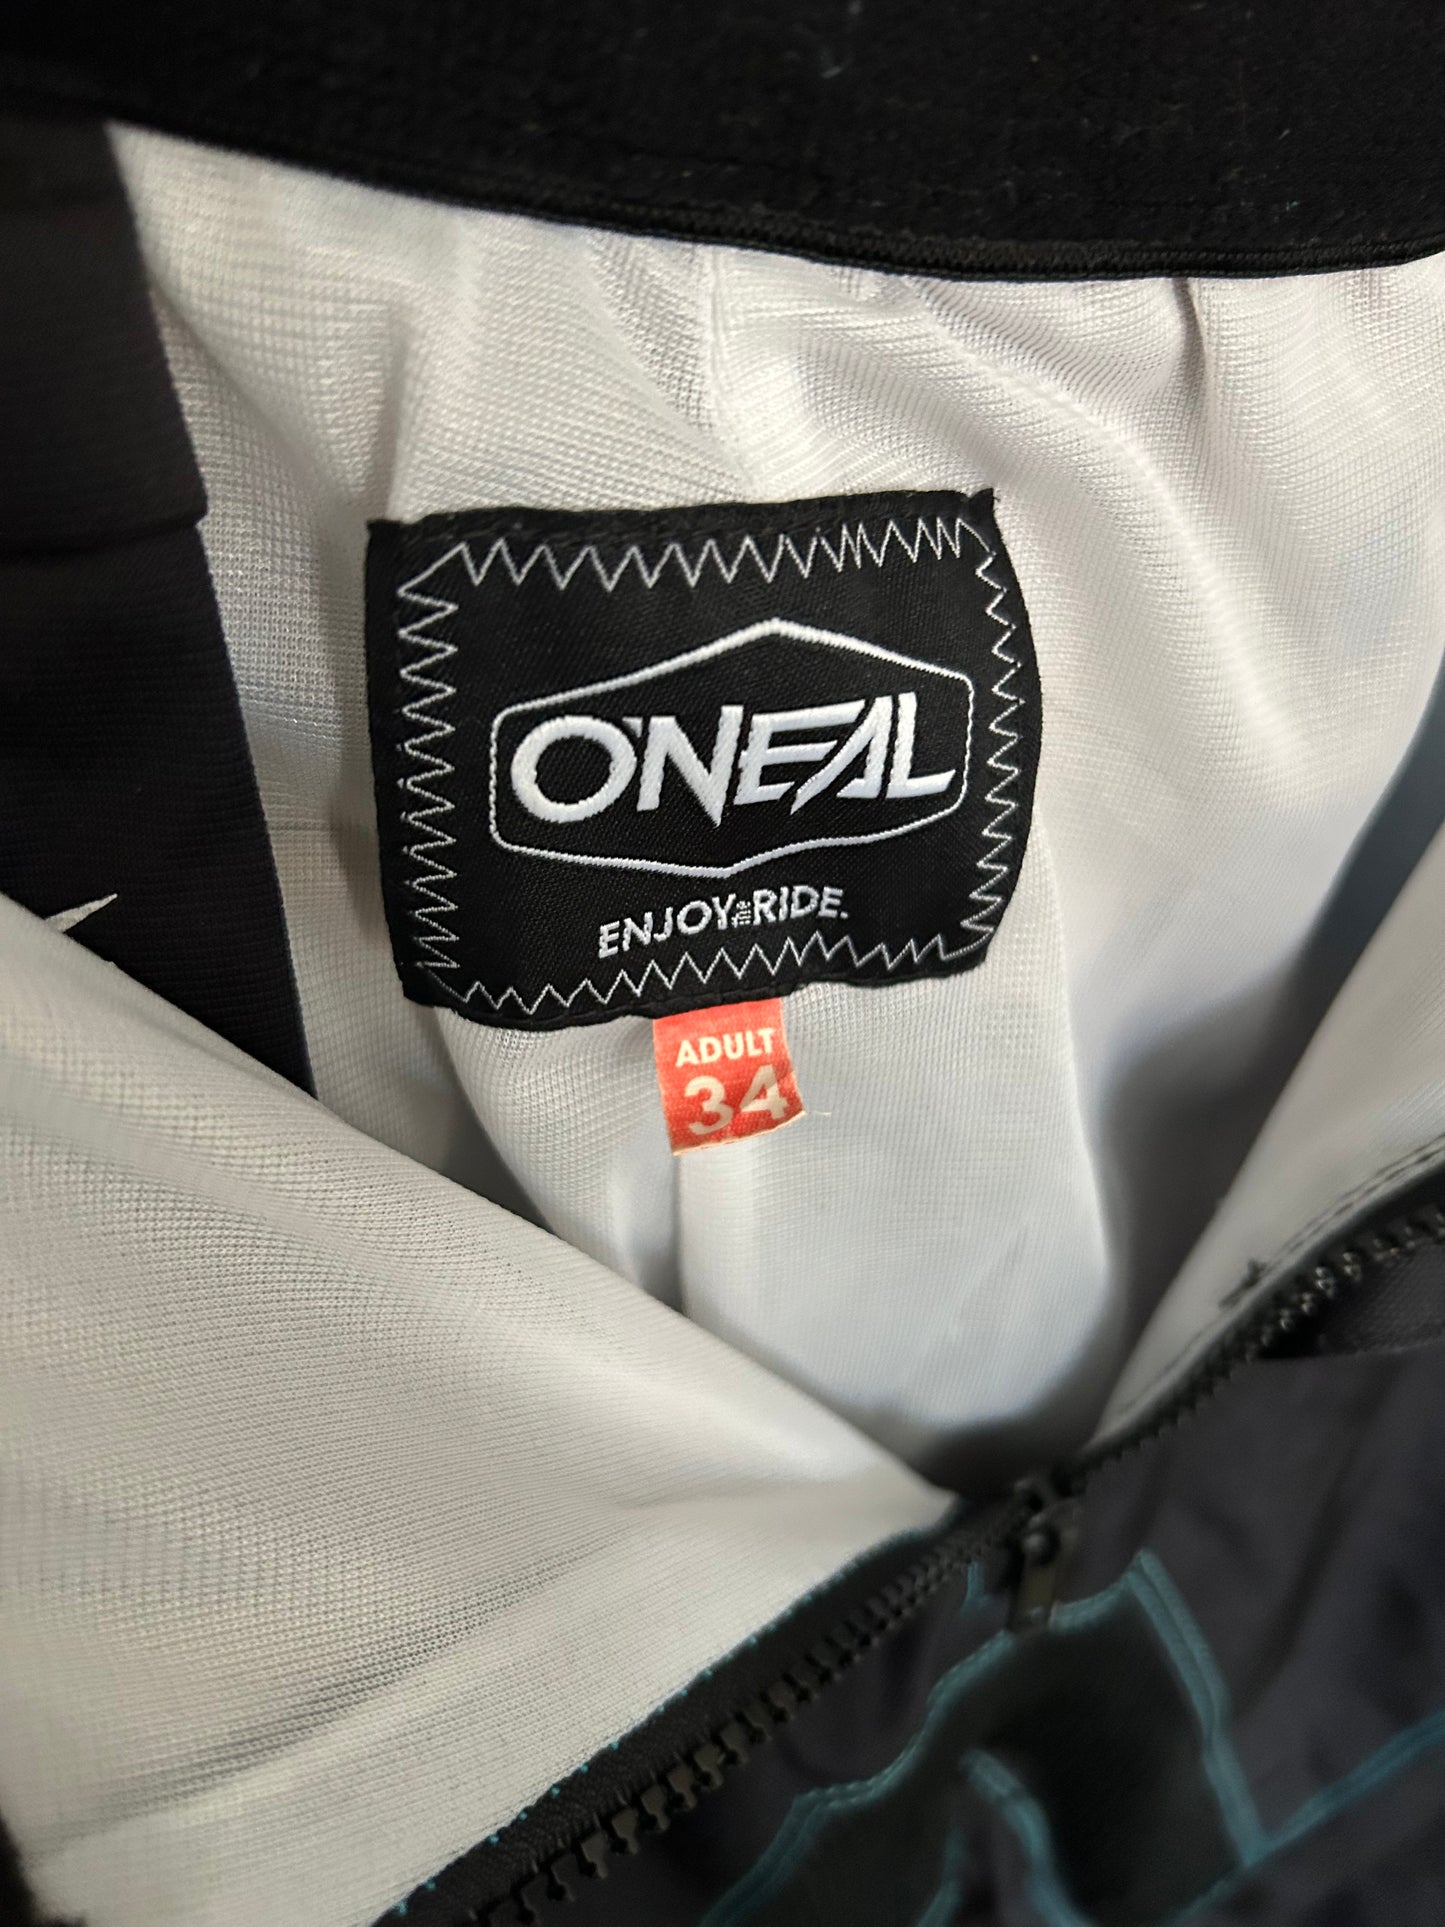 O'NEAL
ENJOY the RIDE.
ADULT
34